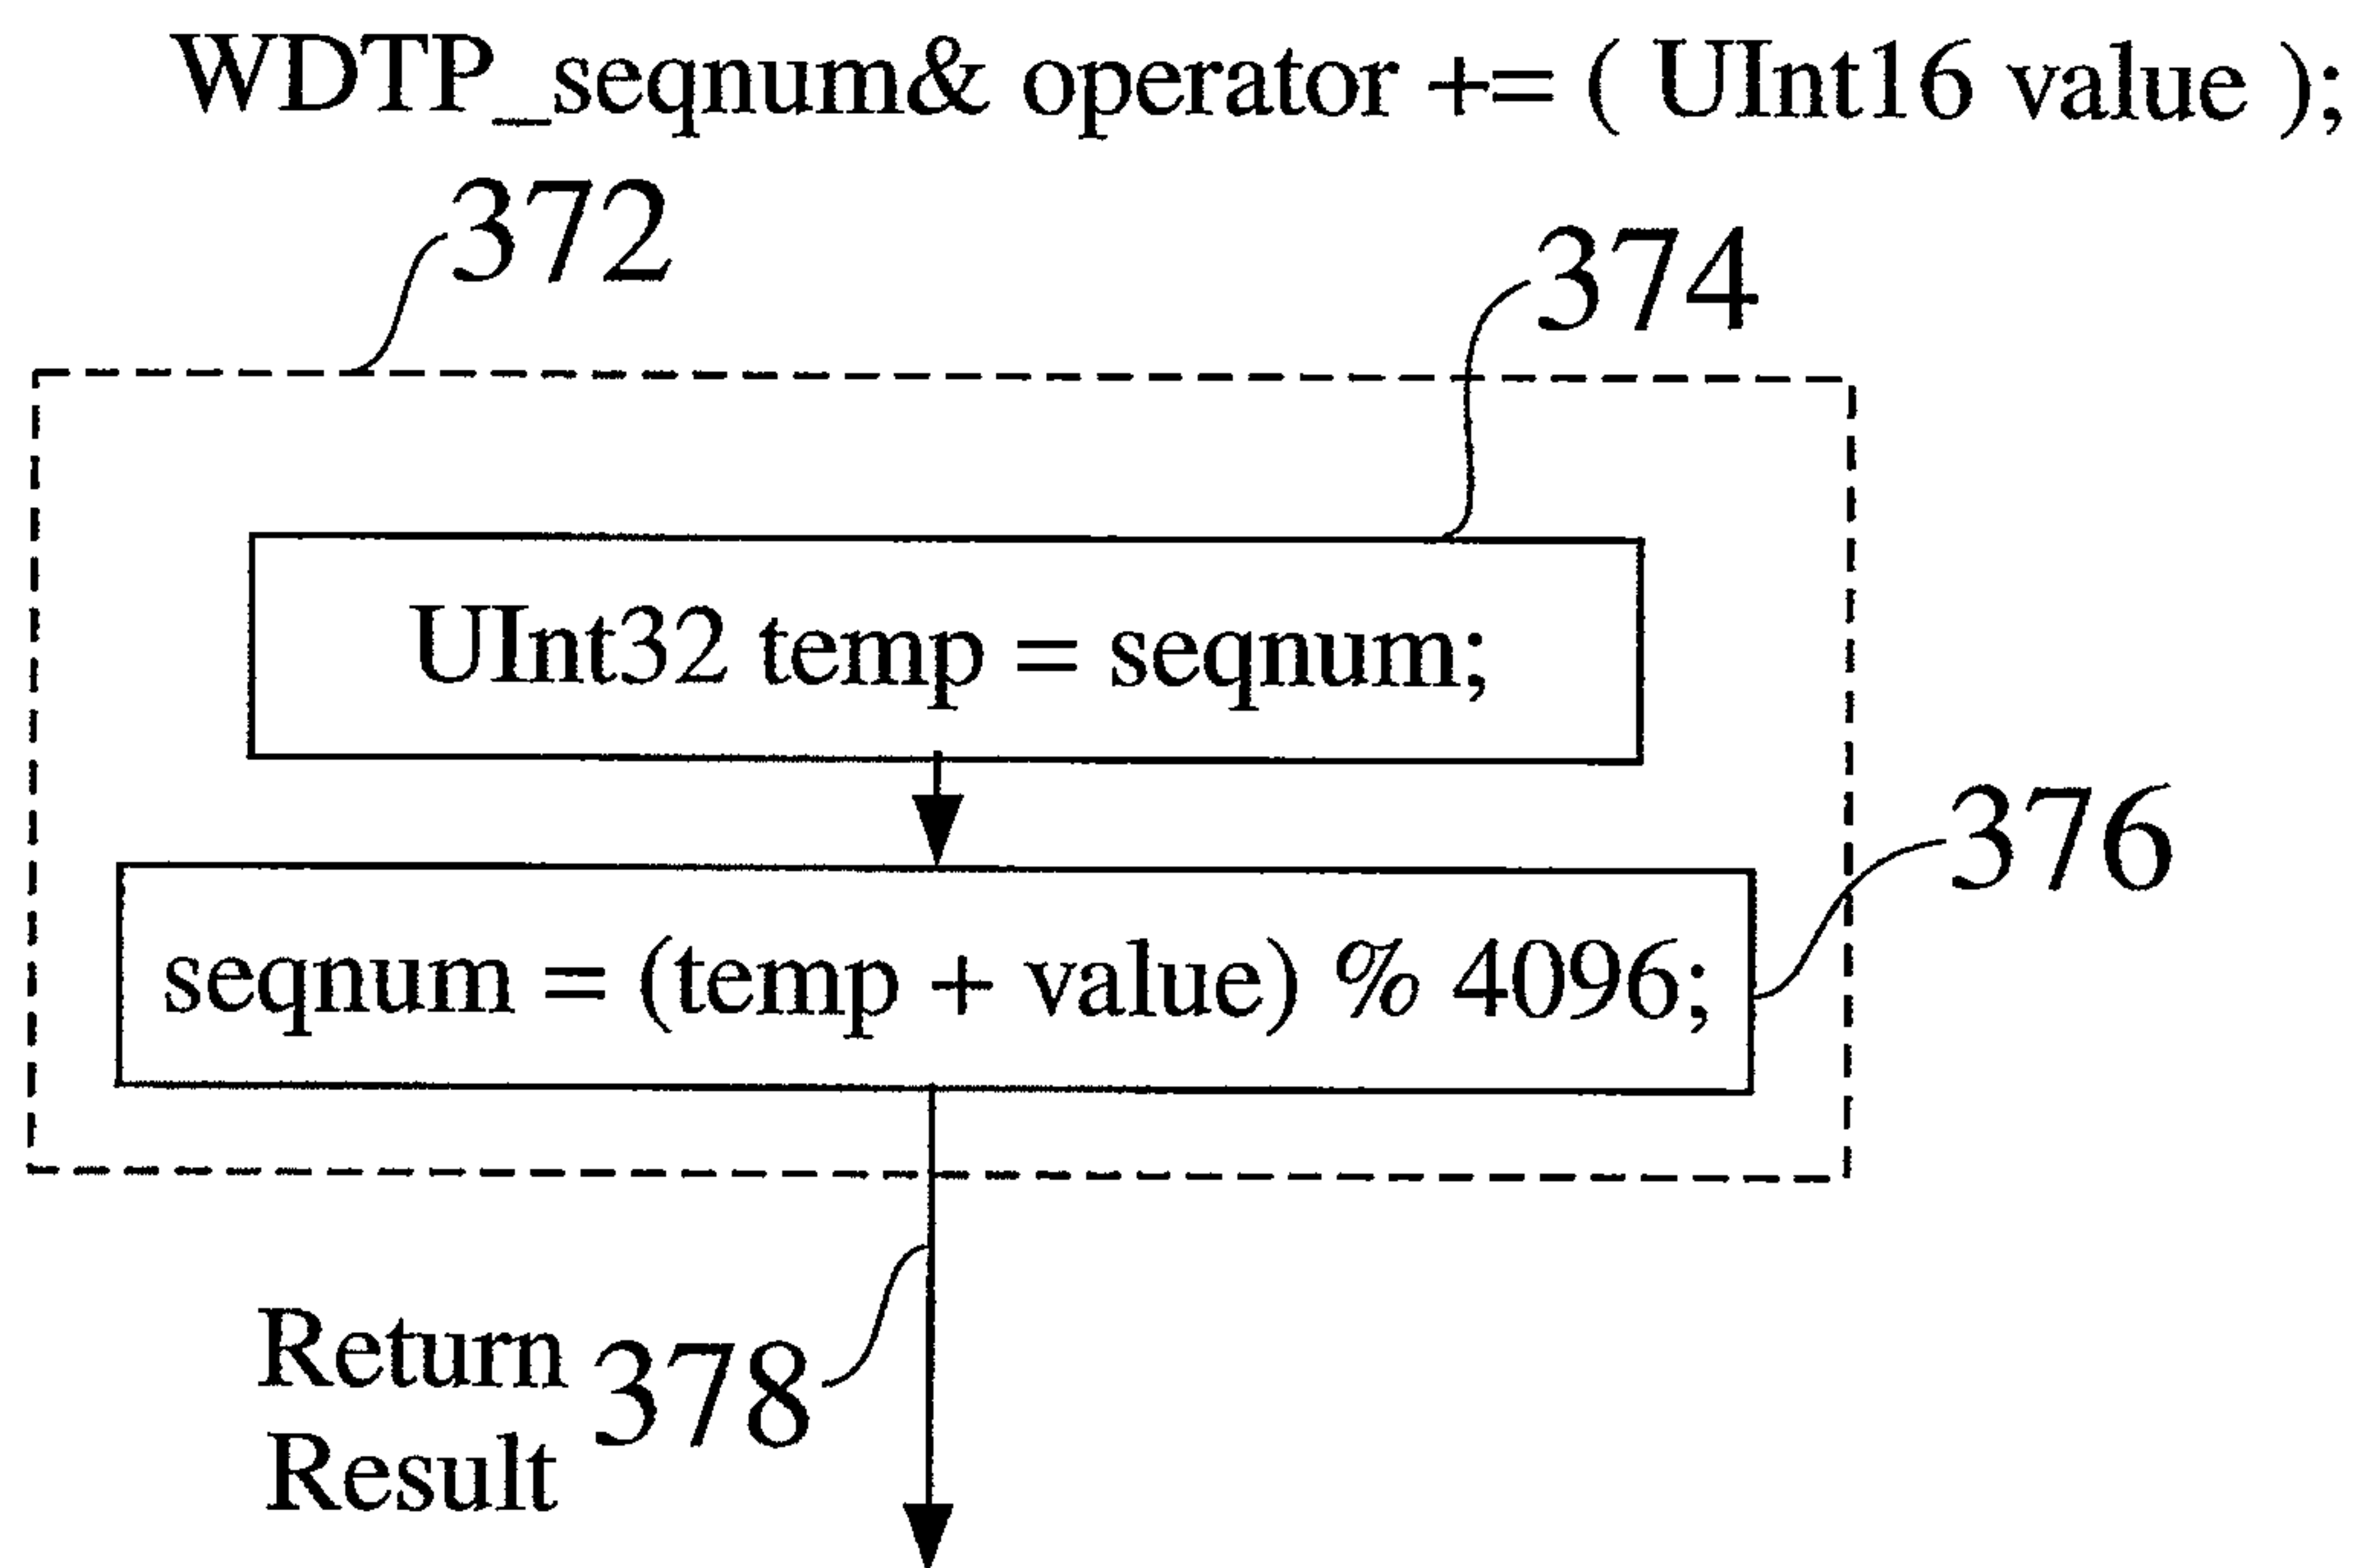 WDTP_seqnum& operator += ( UInt16 value );
372
374
UInt32 temp = seqnum;
376
seqnum = (temp + value) % 4096;
Return
378
Result